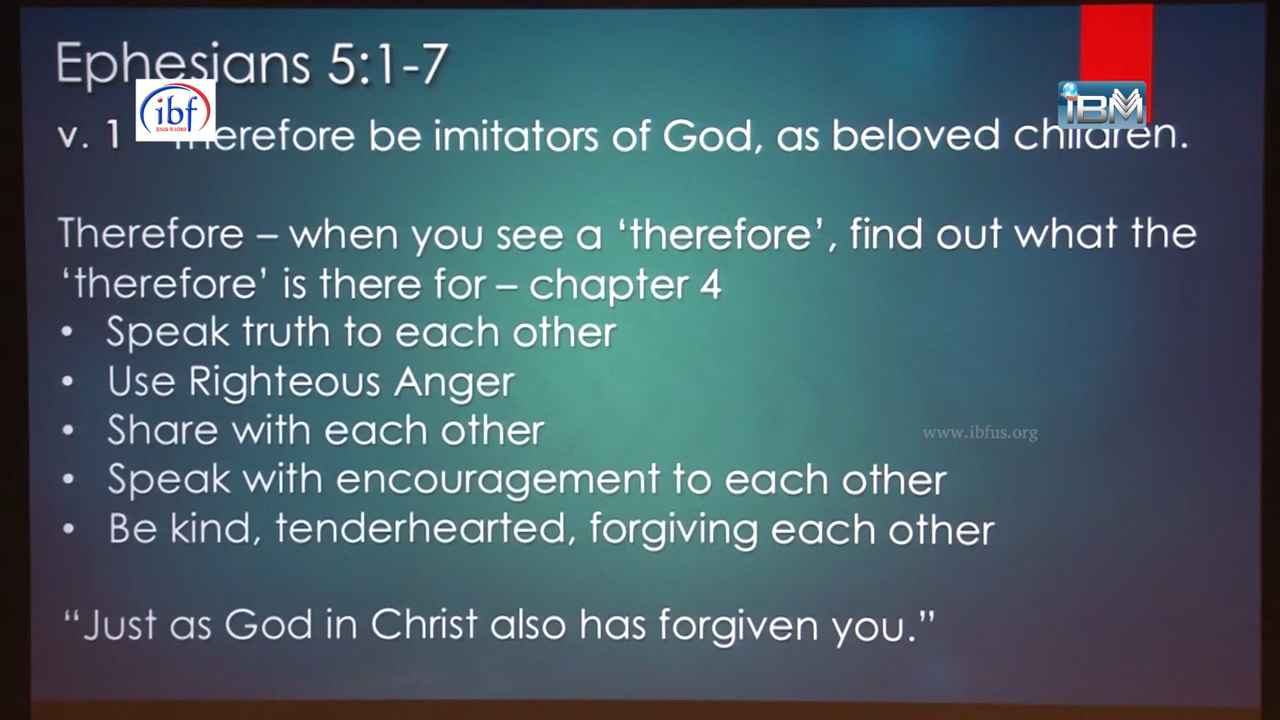 Ephesians 5:1-7
ibf
JESUS IS LORD
IBM
v. 1 Therefore be imitators of God, as beloved children.
Therefore – when you see a ‘therefore’, find out what the
‘therefore’ is there for – chapter 4
• Speak truth to each other
• Use Righteous Anger
• Share with each other
www.ibfus.org
• Speak with encouragement to each other
• Be kind, tenderhearted, forgiving each other
“Just as God in Christ also has forgiven you.”